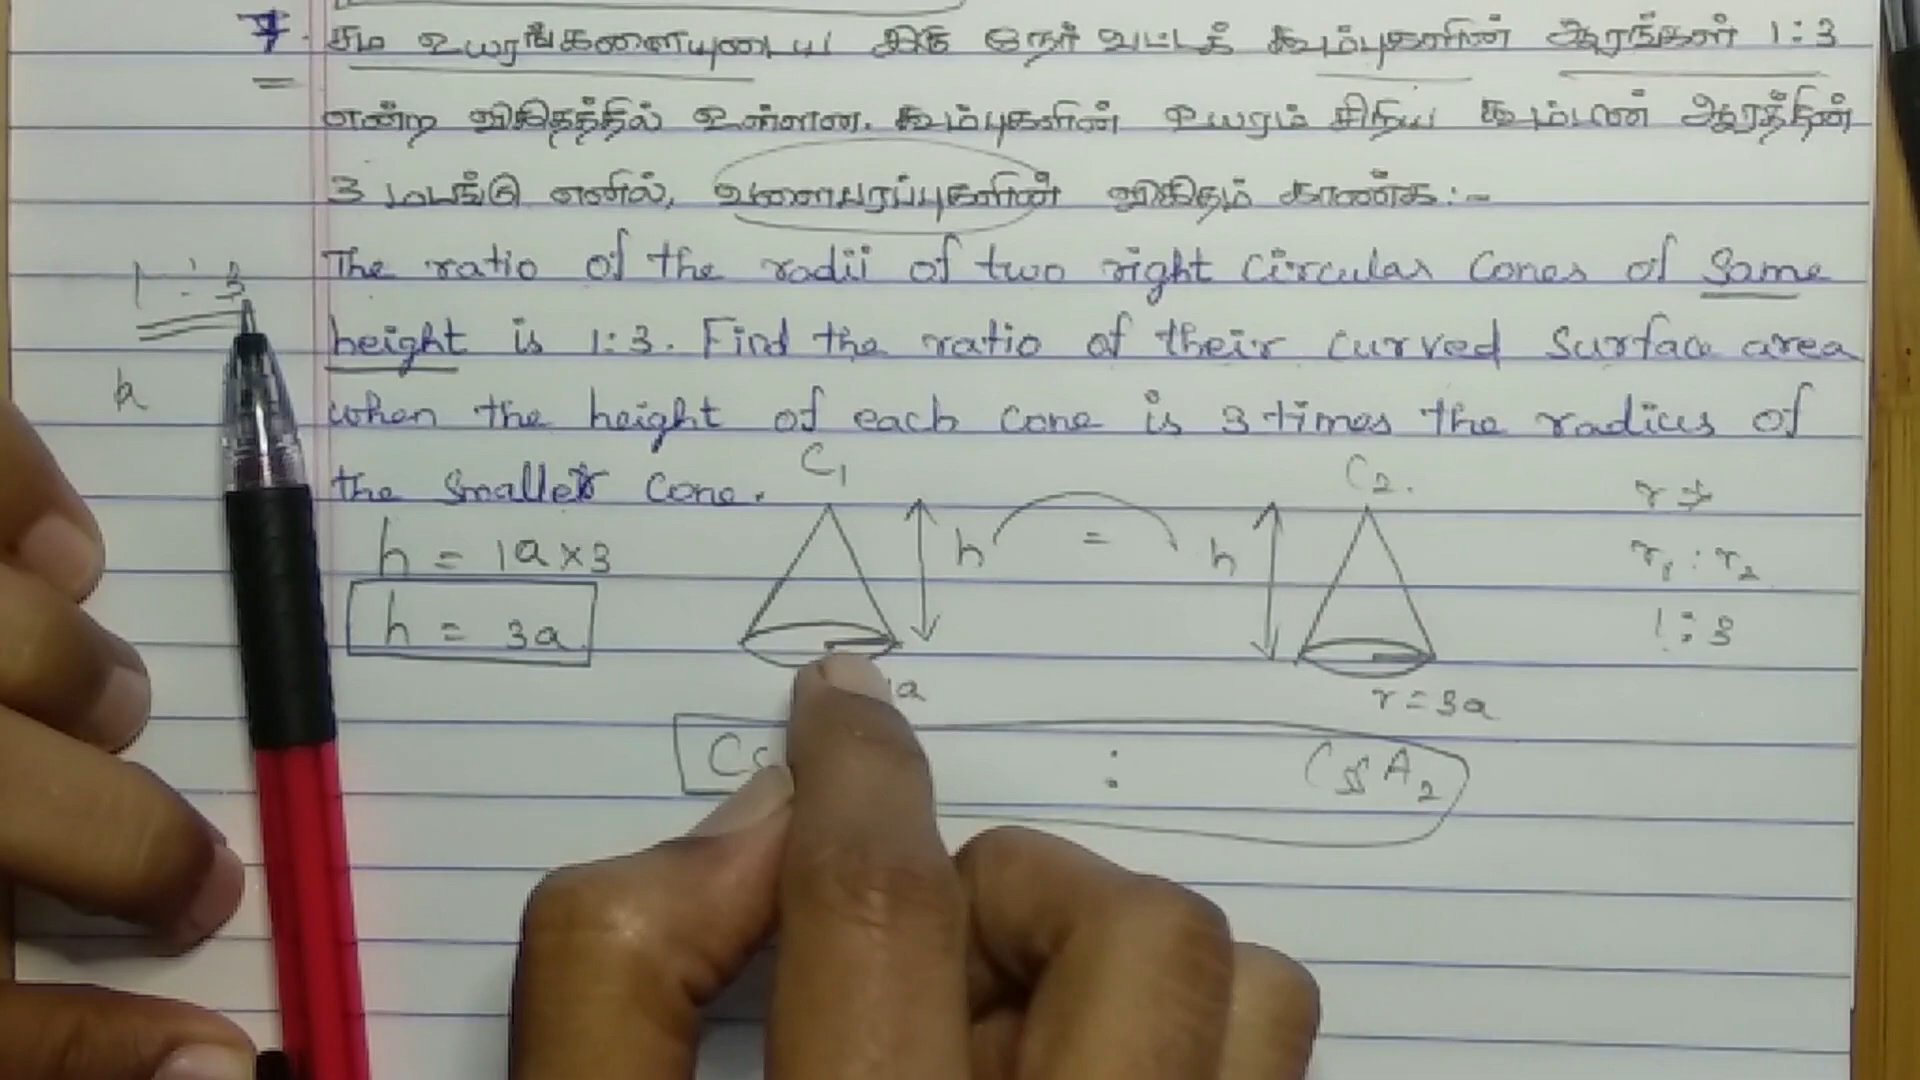 7. சம உயரங்களையுடைய இரு நேர் வட்டக் கூம்புகளின் ஆரங்கள் 1:3
என்ற விகிதத்தில் உள்ளன. கூம்புகளின் உயரம் சிறிய கூம்பின் ஆரத்தின்
3 மடங்கு எனில், வளைபரப்புகளின் விகிதம் காண்க:-
1 : 3
The ratio of the radii of two right circular cones of same
height is 1:3. Find the ratio of their curved surface area
h
when the height of each cone is 3 times the radius of
the smaller cone.
C1
C2.
r ⇒
h = 1a×3
h
=
h
r1 : r2
h = 3a
1 : 3
a
r = 3a
:
CSA2